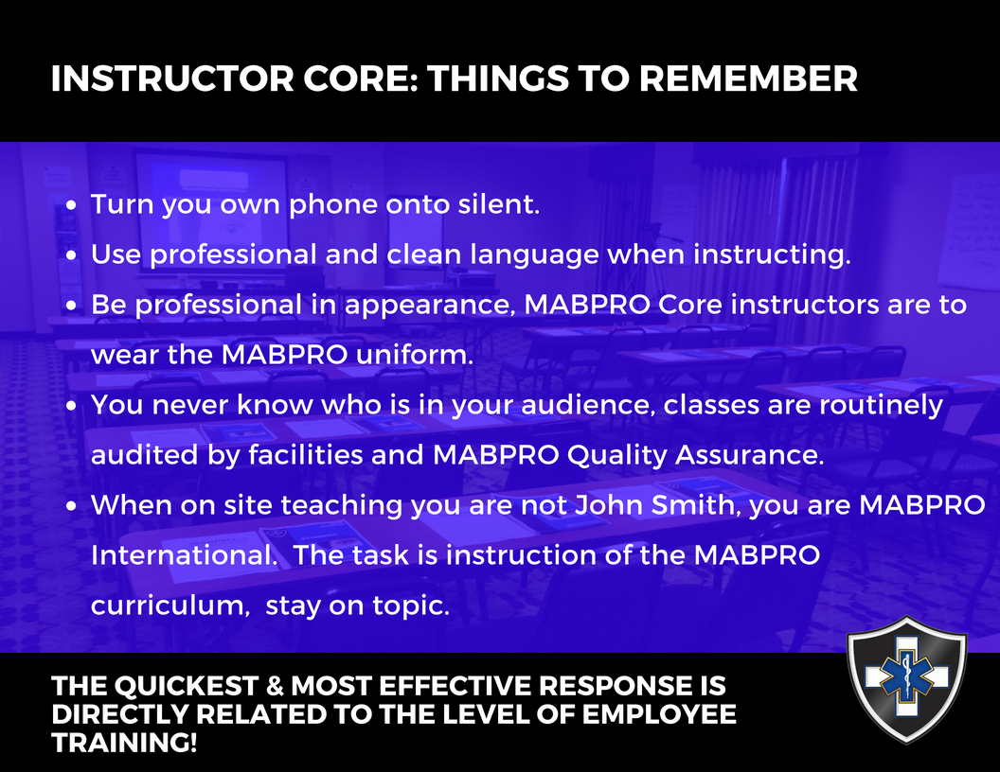 INSTRUCTOR CORE: THINGS TO REMEMBER
• Turn you own phone onto silent.
• Use professional and clean language when instructing.
• Be professional in appearance, MABPRO Core instructors are to
wear the MABPRO uniform.
• You never know who is in your audience, classes are routinely
audited by facilities and MABPRO Quality Assurance.
• When on site teaching you are not John Smith, you are MABPRO
International.  The task is instruction of the MABPRO
curriculum,  stay on topic.
THE QUICKEST & MOST EFFECTIVE RESPONSE IS
DIRECTLY RELATED TO THE LEVEL OF EMPLOYEE
TRAINING!